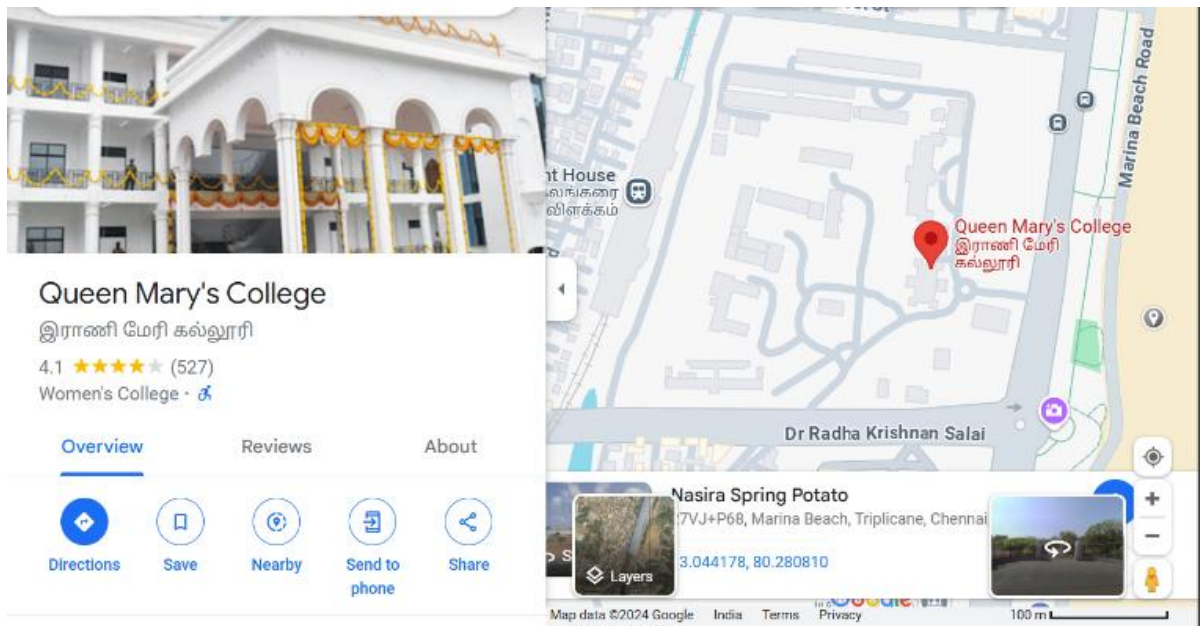 Queen Mary's College
இராணி மேரி கல்லூரி
4.1 (527)
Women's College ·
Overview Reviews About
Directions
Save
Nearby
Send to
phone
Share
Marina Beach Road
House
விளக்கம்
Queen Mary's College
இராணி மேரி
கல்லூரி
Dr Radha Krishnan Salai
Nasira Spring Potato
7VJ+P68, Marina Beach, Triplicane, Chennai
3.044178, 80.280810
Layers
Map data ©2024 Google India Terms Privacy 100 m